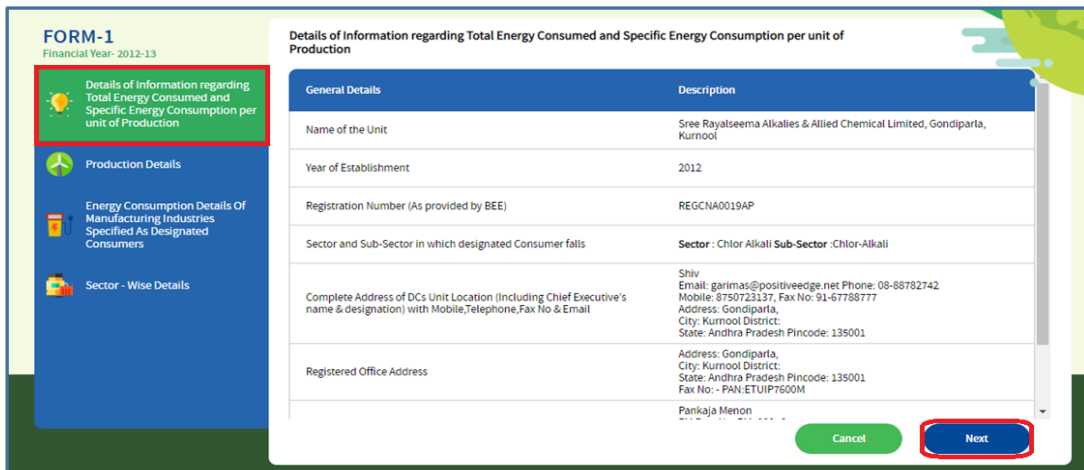 FORM-1
Financial Year- 2012-13
Details of Information regarding
Total Energy Consumed and
Specific Energy Consumption per
unit of Production
Production Details
Energy Consumption Details Of
Manufacturing Industries
Specified As Designated
Consumers
Sector - Wise Details
Details of Information regarding Total Energy Consumed and Specific Energy Consumption per unit of
Production
General Details Description
Name of the Unit
Sree Rayalseema Alkalies & Allied Chemical Limited, Gondiparla,
Kurnool
Year of Establishment 2012
Registration Number (As provided by BEE) REGCNA0019AP
Sector and Sub-Sector in which designated Consumer falls Sector : Chlor Alkali Sub-Sector :Chlor-Alkali
Complete Address of DCs Unit Location (Including Chief Executive's
name & designation) with Mobile,Telephone,Fax No & Email
Shiv
Email: garimas@positiveedge.net Phone: 08-88782742
Mobile: 8750723137, Fax No: 91-67788777
Address: Gondiparla,
City: Kurnool District:
State: Andhra Pradesh Pincode: 135001
Registered Office Address
Address: Gondiparla,
City: Kurnool District:
State: Andhra Pradesh Pincode: 135001
Fax No: - PAN:ETUIP7600M
Pankaja Menon
Cancel Next